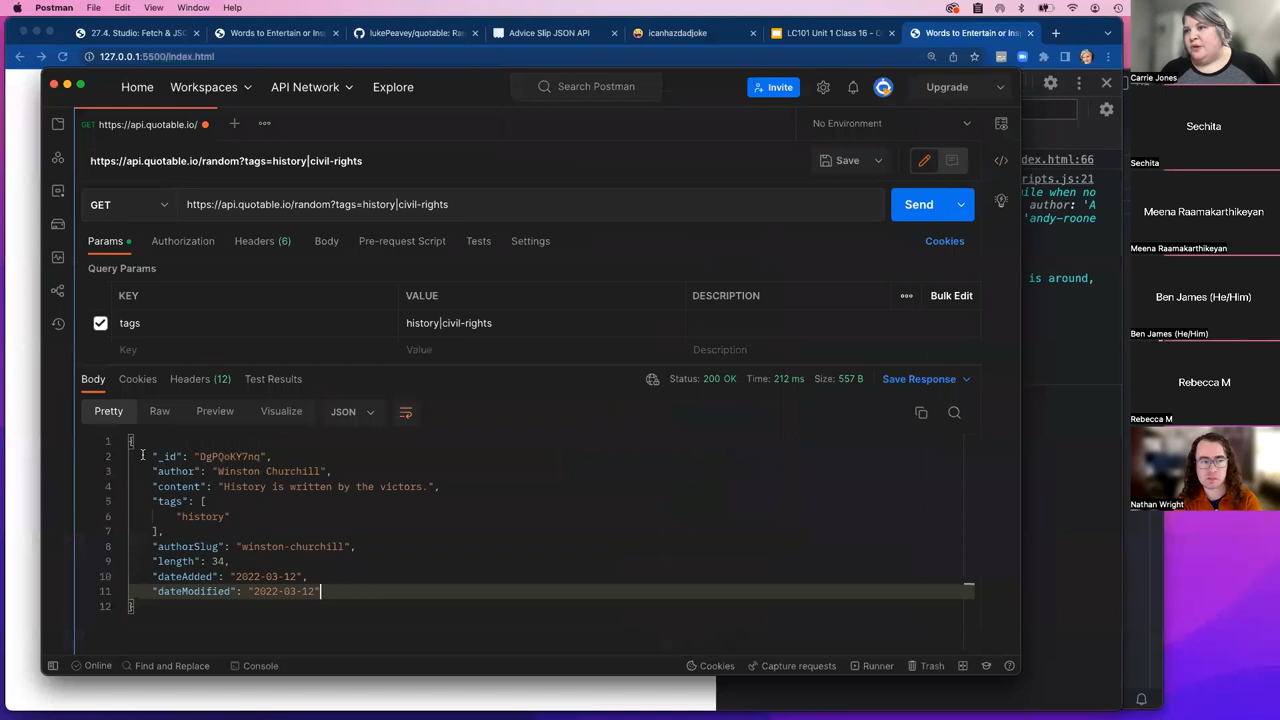 Postman File Edit View Window Help
27.4. Studio: Fetch & JSC
Words to Entertain or Insp
lukePeavey/quotable: Ran
Advice Slip JSON API
icanhazdadjoke
LC101 Unit 1 Class 16 - G
Words to Entertain or Insp
127.0.0.1:5500/index.html
Home Workspaces API Network Explore
Search Postman
Invite
Upgrade
GET https://api.quotable.io/
No Environment
https://api.quotable.io/random?tags=history|civil-rights
Save
GET https://api.quotable.io/random?tags=history|civil-rights
Send
Params Authorization Headers (6) Body Pre-request Script Tests Settings
Cookies
Query Params
KEY VALUE DESCRIPTION
Bulk Edit
tags history|civil-rights
Key Value Description
Body Cookies Headers (12) Test Results
Status: 200 OK Time: 212 ms Size: 557 B Save Response
Pretty Raw Preview Visualize JSON
1 {
2 "_id": "DgPQoKY7nq",
3 "author": "Winston Churchill",
4 "content": "History is written by the victors.",
5 "tags": [
6 "history"
7 ],
8 "authorSlug": "winston-churchill",
9 "length": 34,
10 "dateAdded": "2022-03-12",
11 "dateModified": "2022-03-12"
12 }
Online Find and Replace Console
Cookies Capture requests Runner Trash
dex.html:66
ripts.js:21
ile when no
author: 'A
'andy-roone
is around,
Carrie Jones
Sechita
Sechita
Meena Raamakarthikeyan
Meena Raamakarthikeyan
Ben James (He/Him)
Ben James (He/Him)
Rebecca M
Rebecca M
Nathan Wright